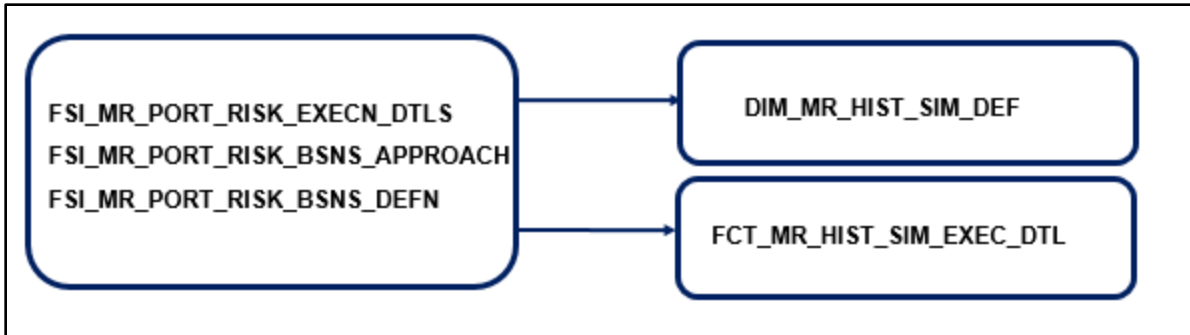 FSI_MR_PORT_RISK_EXECN_DTLS
FSI_MR_PORT_RISK_BSNS_APPROACH
FSI_MR_PORT_RISK_BSNS_DEFN
DIM_MR_HIST_SIM_DEF
FCT_MR_HIST_SIM_EXEC_DTL